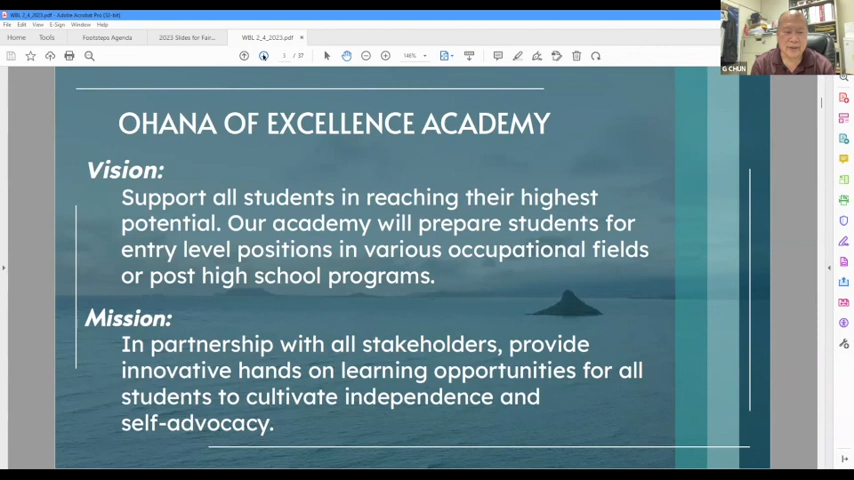 WBL 2_4_2023.pdf - Adobe Acrobat Pro (32-bit)
File Edit View E-Sign Window Help
Home Tools Footsteps Agenda 2023 Slides for Fair... WBL 2_4_2023.pdf ×
3 / 37 146%
G CHUN
OHANA OF EXCELLENCE ACADEMY
Vision:
Support all students in reaching their highest
potential. Our academy will prepare students for
entry level positions in various occupational fields
or post high school programs.
Mission:
In partnership with all stakeholders, provide
innovative hands on learning opportunities for all
students to cultivate independence and
self-advocacy.